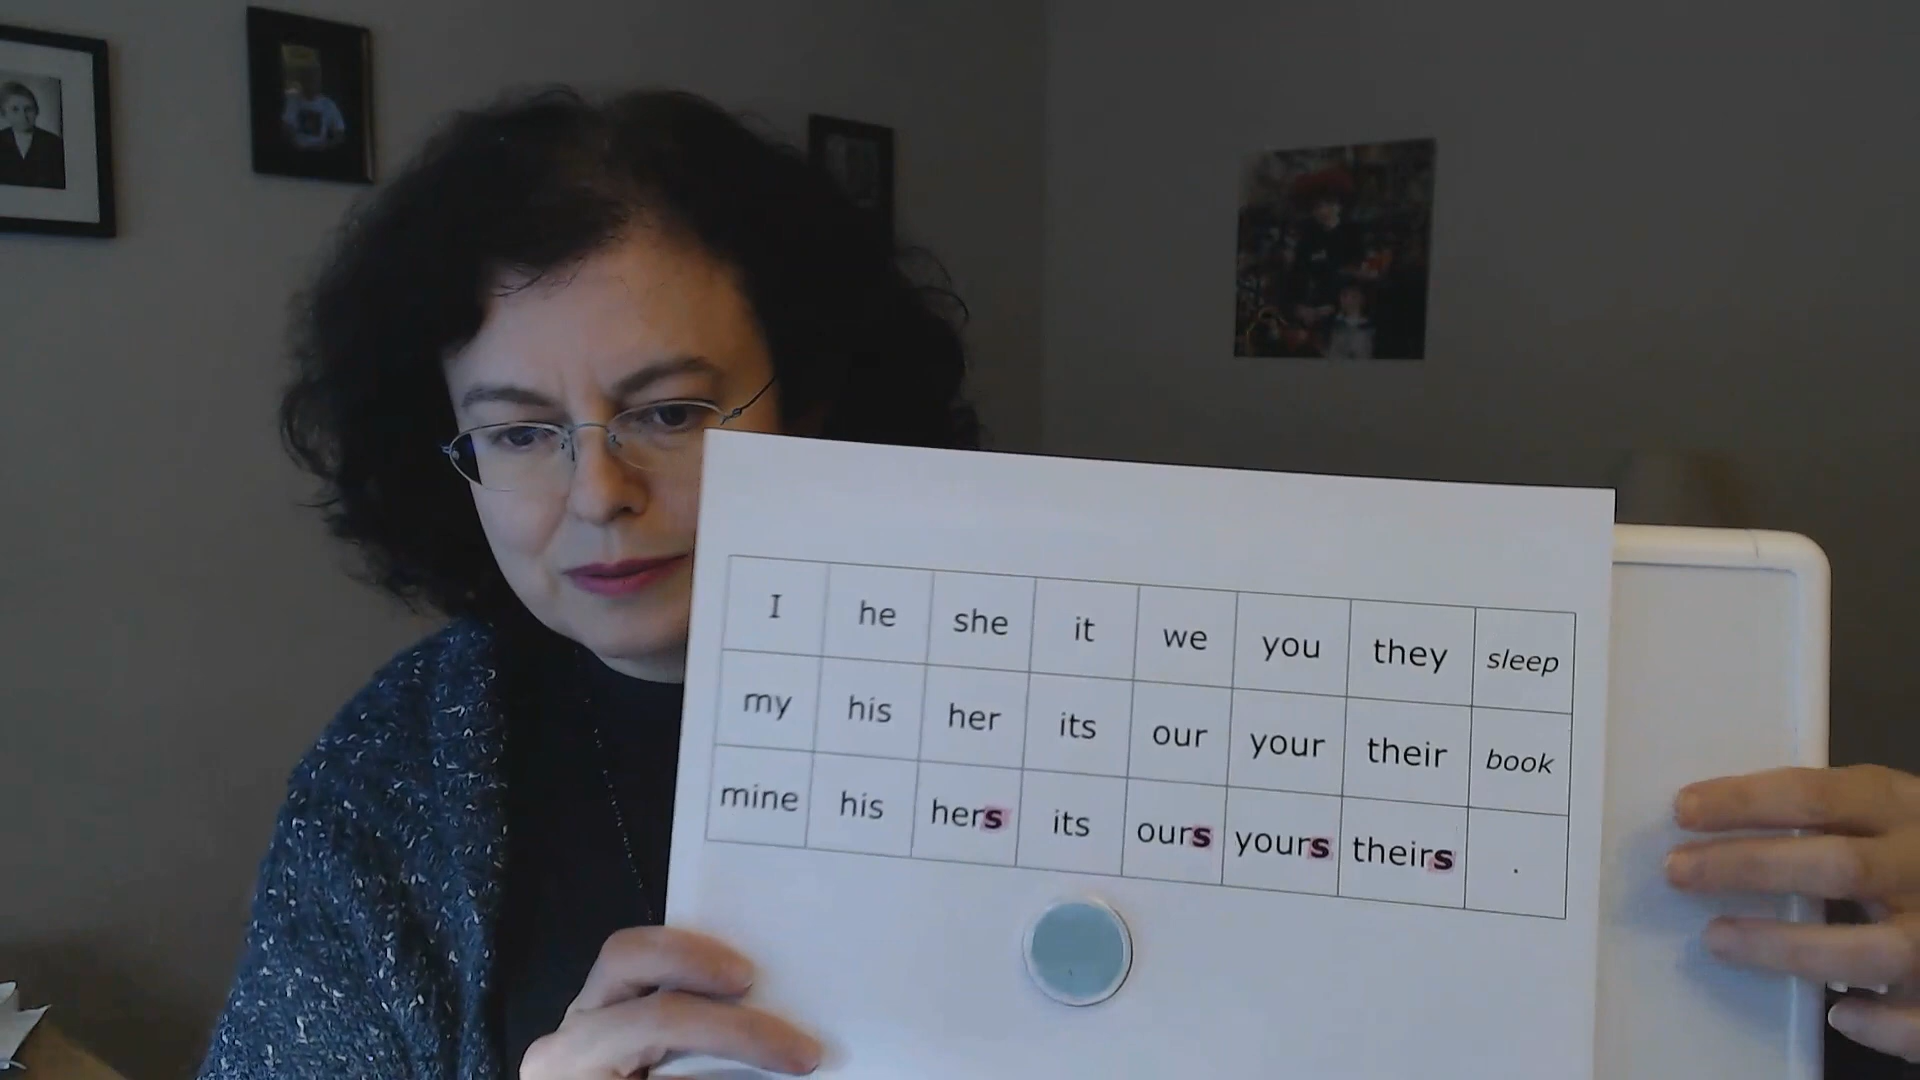 I he she it we you they sleep
my his her its our your their book
mine his hers its ours yours theirs .